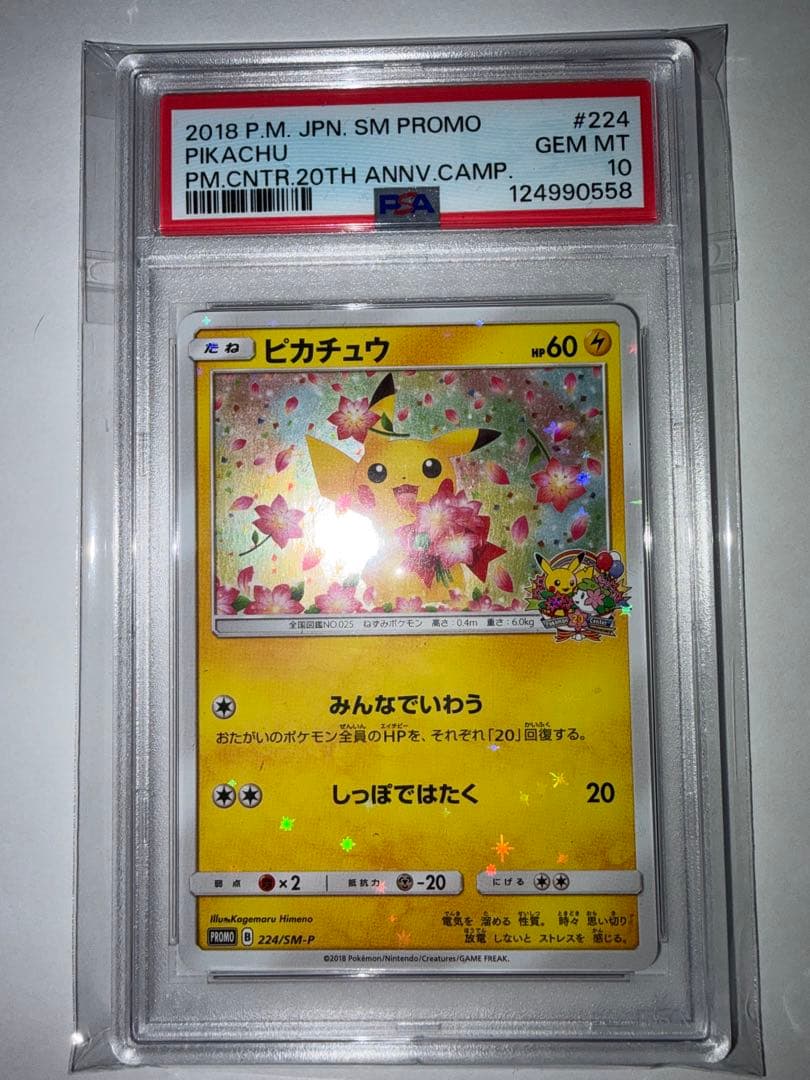 2018 P.M. JPN. SM PROMO #224
PIKACHU GEM MT
PM.CNTR.20TH ANNV.CAMP. 10
PSA 124990558
たね ピカチュウ HP60
全国図鑑NO.025 ねずみポケモン 高さ:0.4m 重さ:6.0kg
Pokémon 20 Center
みんなでいわう
おたがいのポケモン全員のHPを、それぞれ「20」回復する。
しっぽではたく 20
弱点 ×2 抵抗力 -20 にげる
Illus.Kagemaru Himeno
電気を 溜める 性質。 時々 思い切り
放電 しないと ストレスを 感じる。
PROMO B 224/SM-P
©2018 Pokémon/Nintendo/Creatures/GAME FREAK.